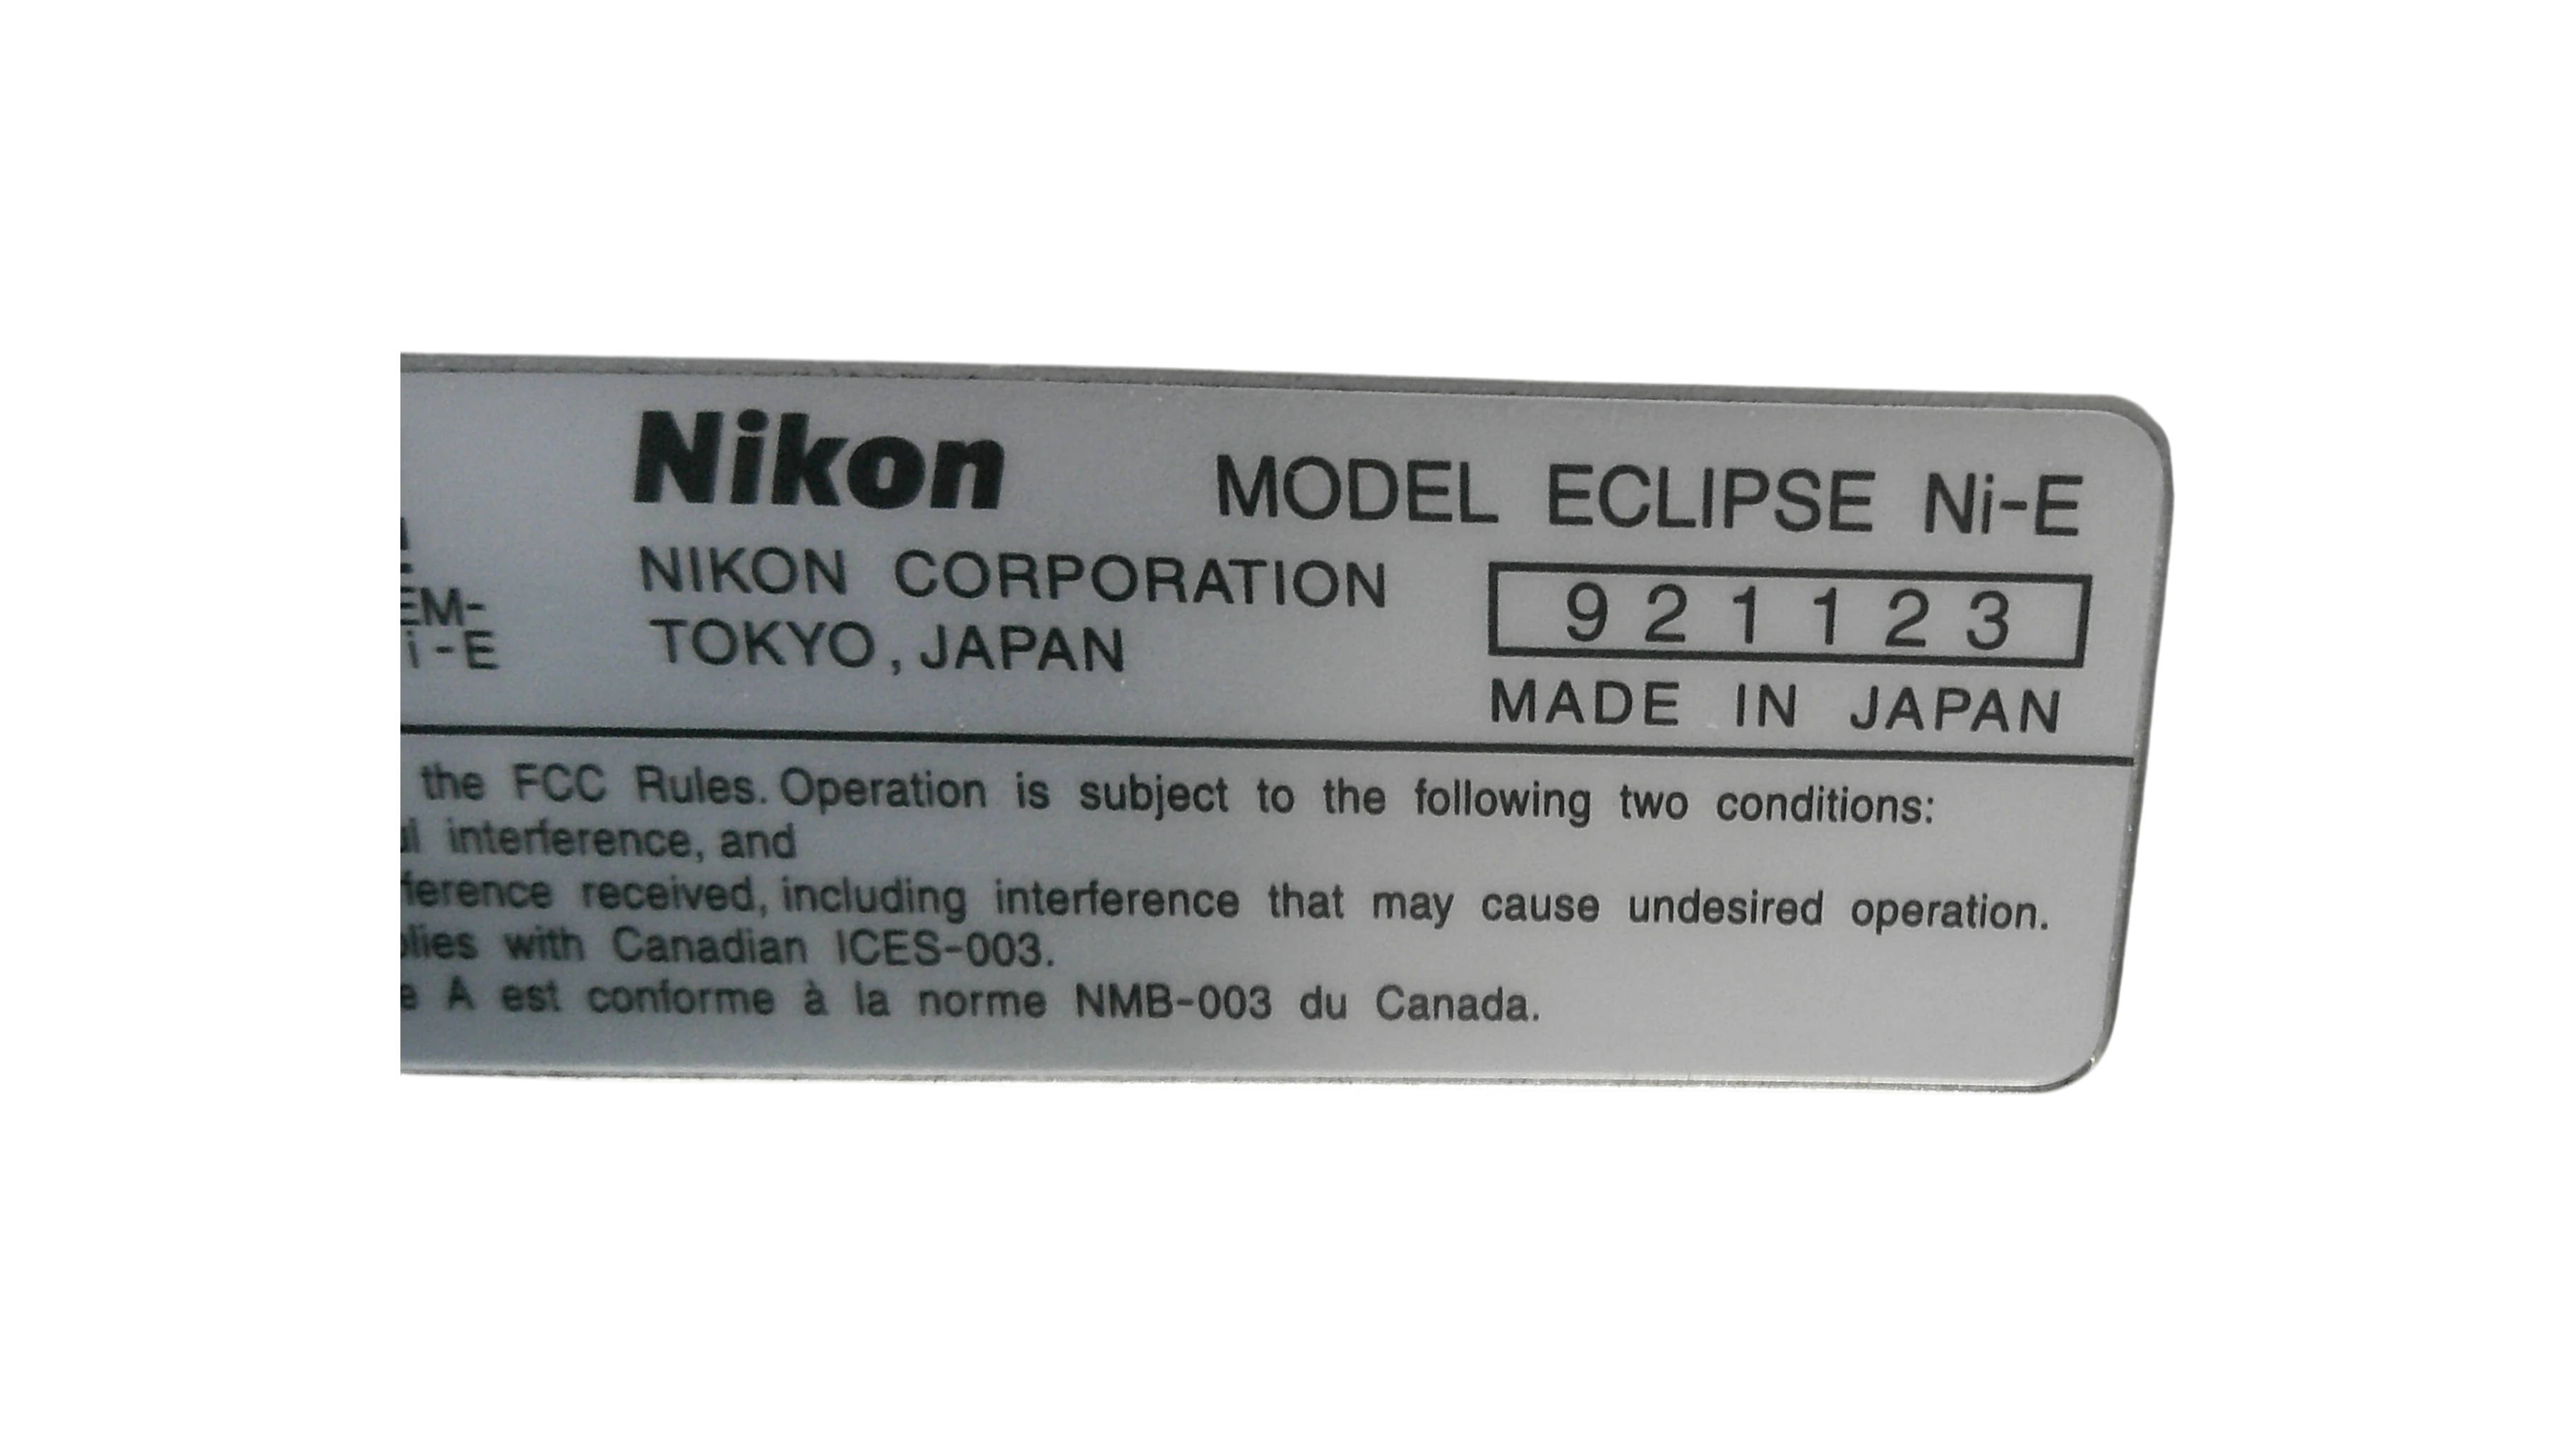 Nikon MODEL ECLIPSE Ni-E
NIKON CORPORATION 921123
EM-
TOKYO, JAPAN
i-E
MADE IN JAPAN
the FCC Rules. Operation is subject to the following two conditions:
interference, and
ference received, including interference that may cause undesired operation.
plies with Canadian ICES-003.
A est conforme à la norme NMB-003 du Canada.